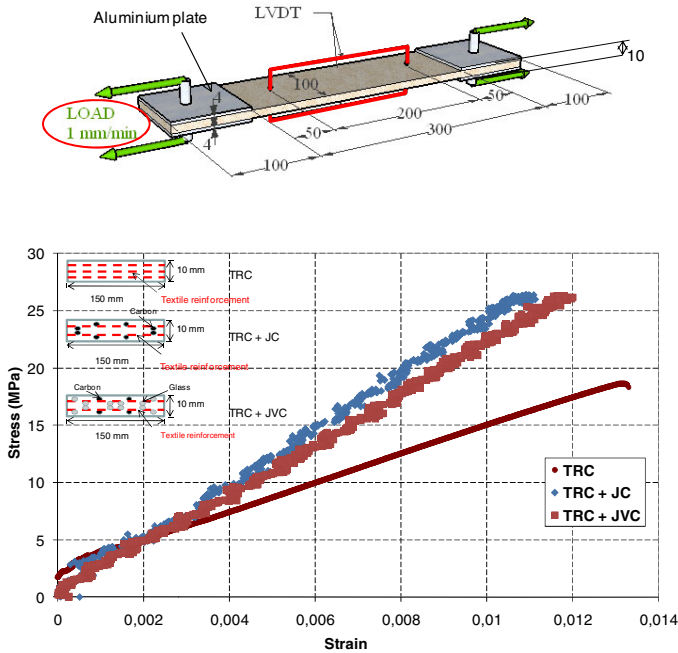 Aluminium plate
LVDT
10
100
4
LOAD
1 mm/min
4
50
200
50
100
300
100
30
25
20
15
10
5
0
Stress (MPa)
10 mm
TRC
150 mm
Textile reinforcement
Carbon
10 mm
TRC + JC
150 mm
Textile reinforcement
Carbon
Glass
10 mm
TRC + JVC
150 mm
Textile reinforcement
TRC
TRC + JC
TRC + JVC
0
0,002
0,004
0,006
0,008
0,01
0,012
0,014
Strain